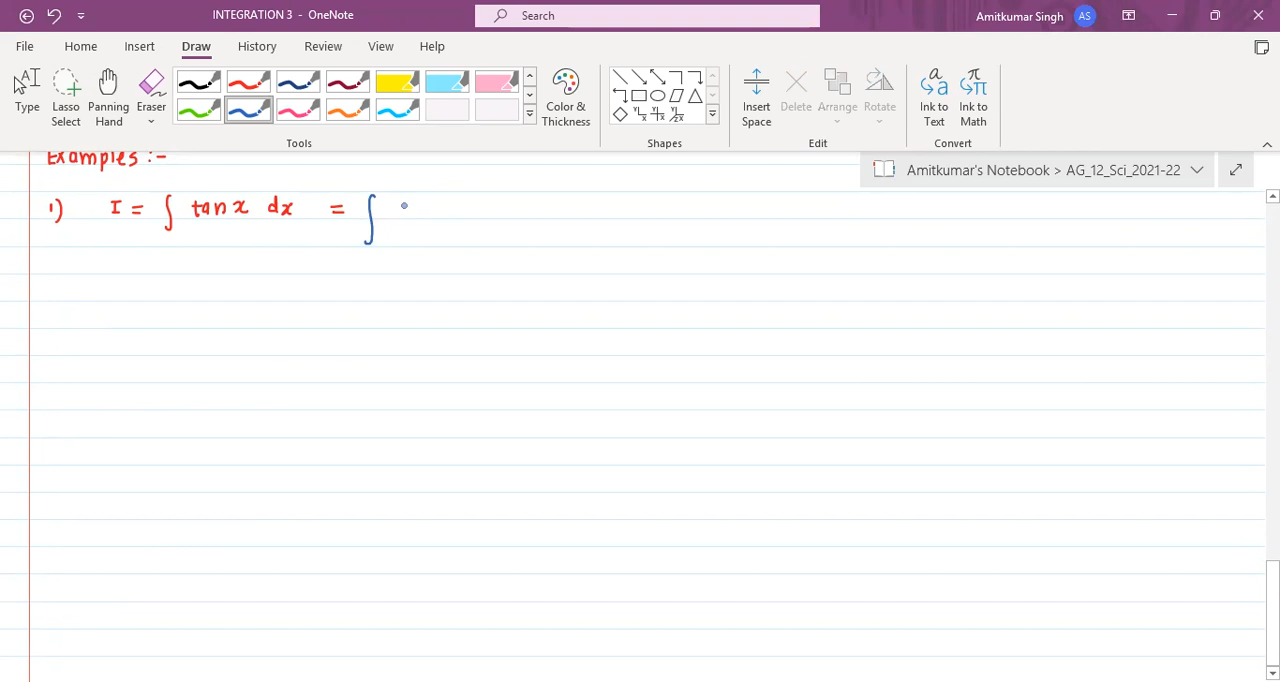 INTEGRATION 3 - OneNote
Search
Amitkumar Singh
AS
File Home Insert Draw History Review View Help
Type
Lasso Select
Panning Hand
Eraser
Color & Thickness
Insert Space
Delete
Arrange
Rotate
Ink to Text
Ink to Math
Tools
Shapes
Edit
Convert
Examples :-
Amitkumar's Notebook > AG_12_Sci_2021-22
1) I = ∫ tan x dx = ∫